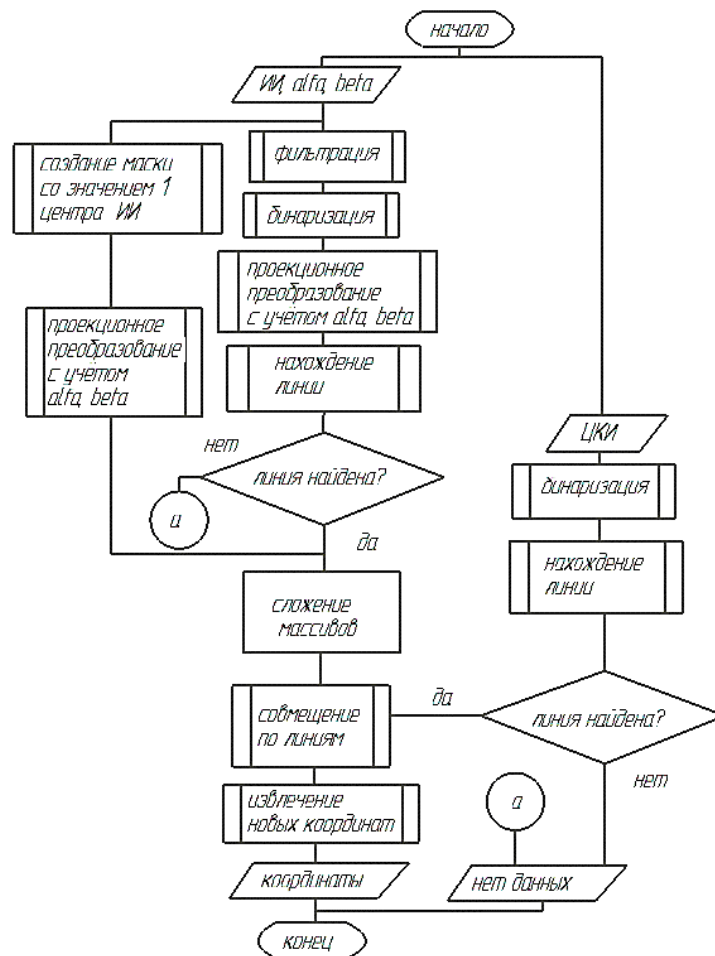 начало
ИИ, alfa, beta
создание маски
со значением 1
центра ИИ
фильтрация
бинаризация
проекционное
преобразование
с учётом alfa, beta
проекционное
преобразование
с учётом
alfa, beta
нахождение
линии
нет
линия найдена?
а
да
ЦКИ
бинаризация
нахождение
линии
сложение
массивов
совмещение
по линиям
да
линия найдена?
нет
извлечение
новых координат
а
координаты
нет данных
конец